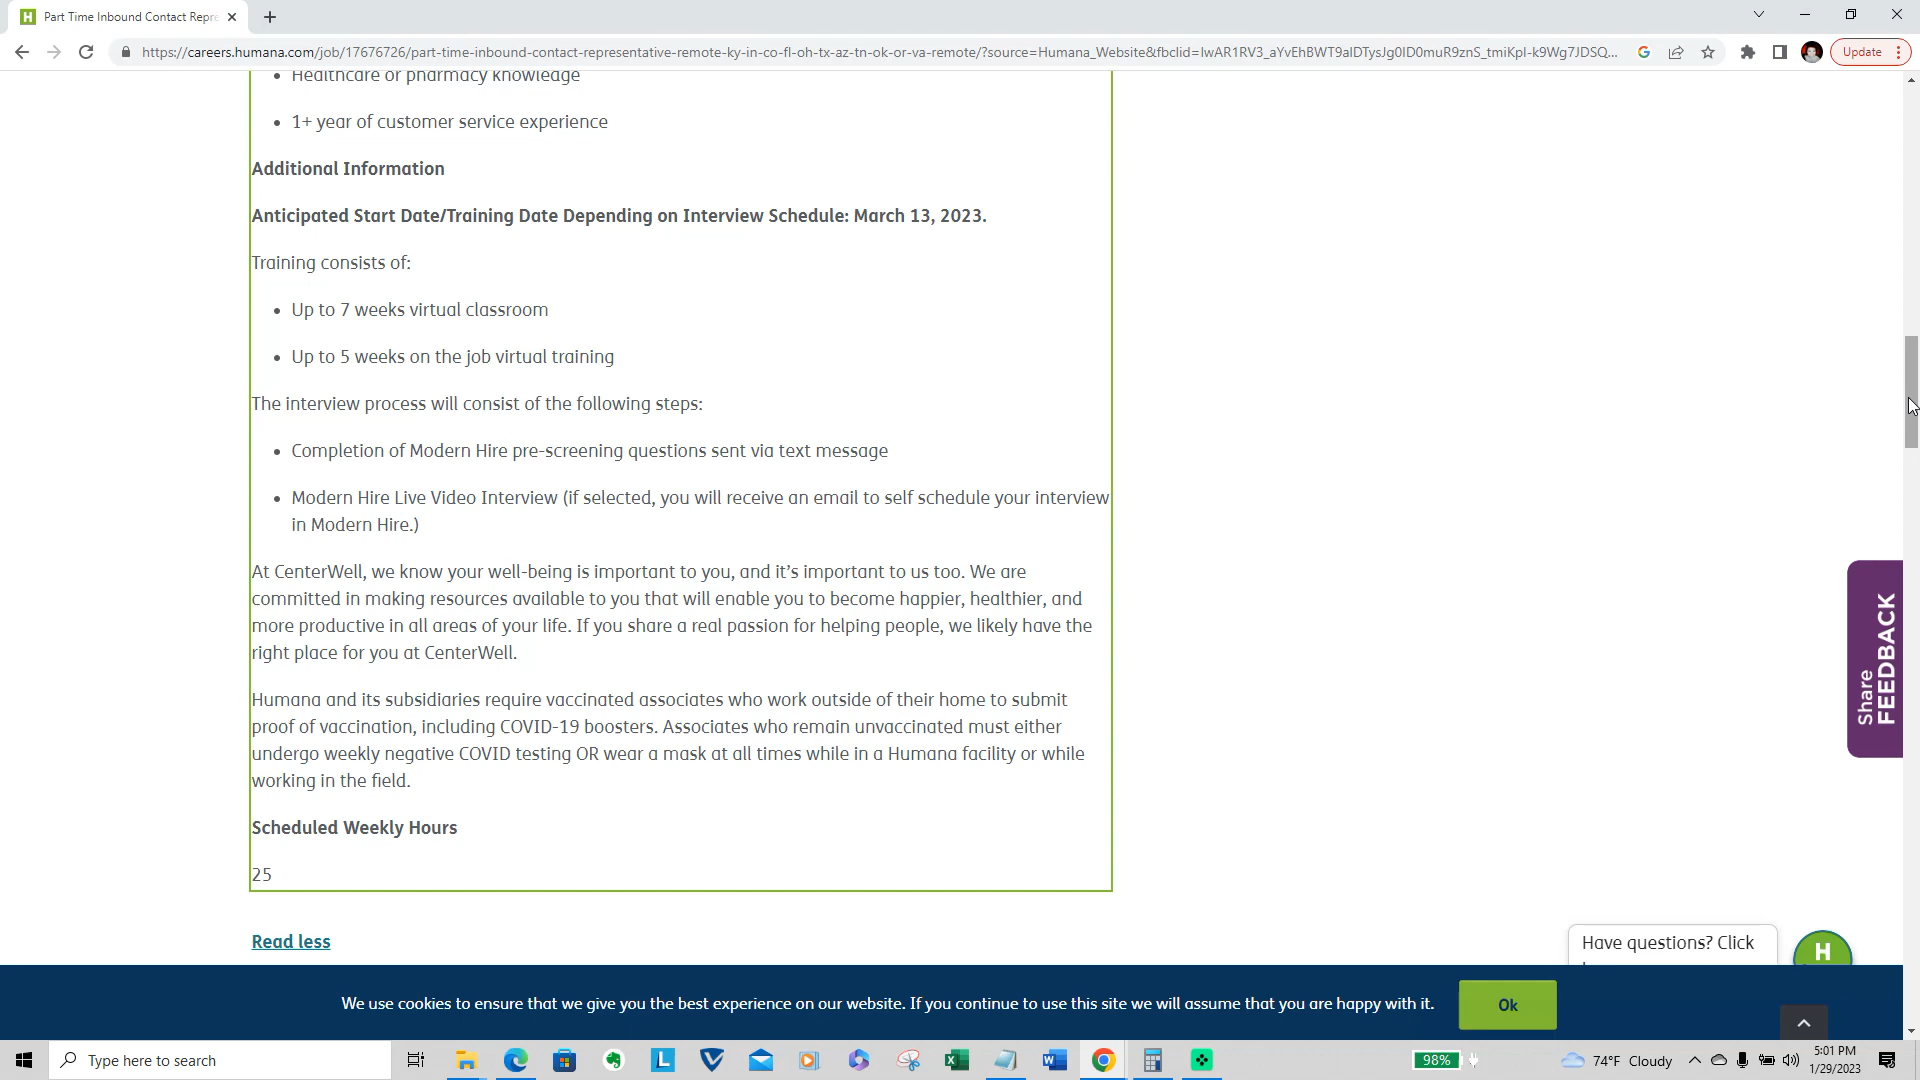 Part Time Inbound Contact Repre
https://careers.humana.com/job/17676726/part-time-inbound-contact-representative-remote-ky-in-co-fl-oh-tx-az-tn-ok-or-va-remote/?source=Humana_Website&fbclid=IwAR1RV3_aYvEhBWT9alDTysJg0ID0muR9znS_tmiKpI-k9Wg7JDSQ...
Update
• Healthcare or pharmacy knowledge
• 1+ year of customer service experience
Additional Information
Anticipated Start Date/Training Date Depending on Interview Schedule: March 13, 2023.
Training consists of:
• Up to 7 weeks virtual classroom
• Up to 5 weeks on the job virtual training
The interview process will consist of the following steps:
• Completion of Modern Hire pre-screening questions sent via text message
• Modern Hire Live Video Interview (if selected, you will receive an email to self schedule your interview
in Modern Hire.)
At CenterWell, we know your well-being is important to you, and it’s important to us too. We are
committed in making resources available to you that will enable you to become happier, healthier, and
more productive in all areas of your life. If you share a real passion for helping people, we likely have the
right place for you at CenterWell.
Humana and its subsidiaries require vaccinated associates who work outside of their home to submit
proof of vaccination, including COVID-19 boosters. Associates who remain unvaccinated must either
undergo weekly negative COVID testing OR wear a mask at all times while in a Humana facility or while
working in the field.
Scheduled Weekly Hours
25
Read less
Share
FEEDBACK
Have questions? Click
H
We use cookies to ensure that we give you the best experience on our website. If you continue to use this site we will assume that you are happy with it.
Ok
Type here to search
98%
74°F Cloudy
5:01 PM
1/29/2023